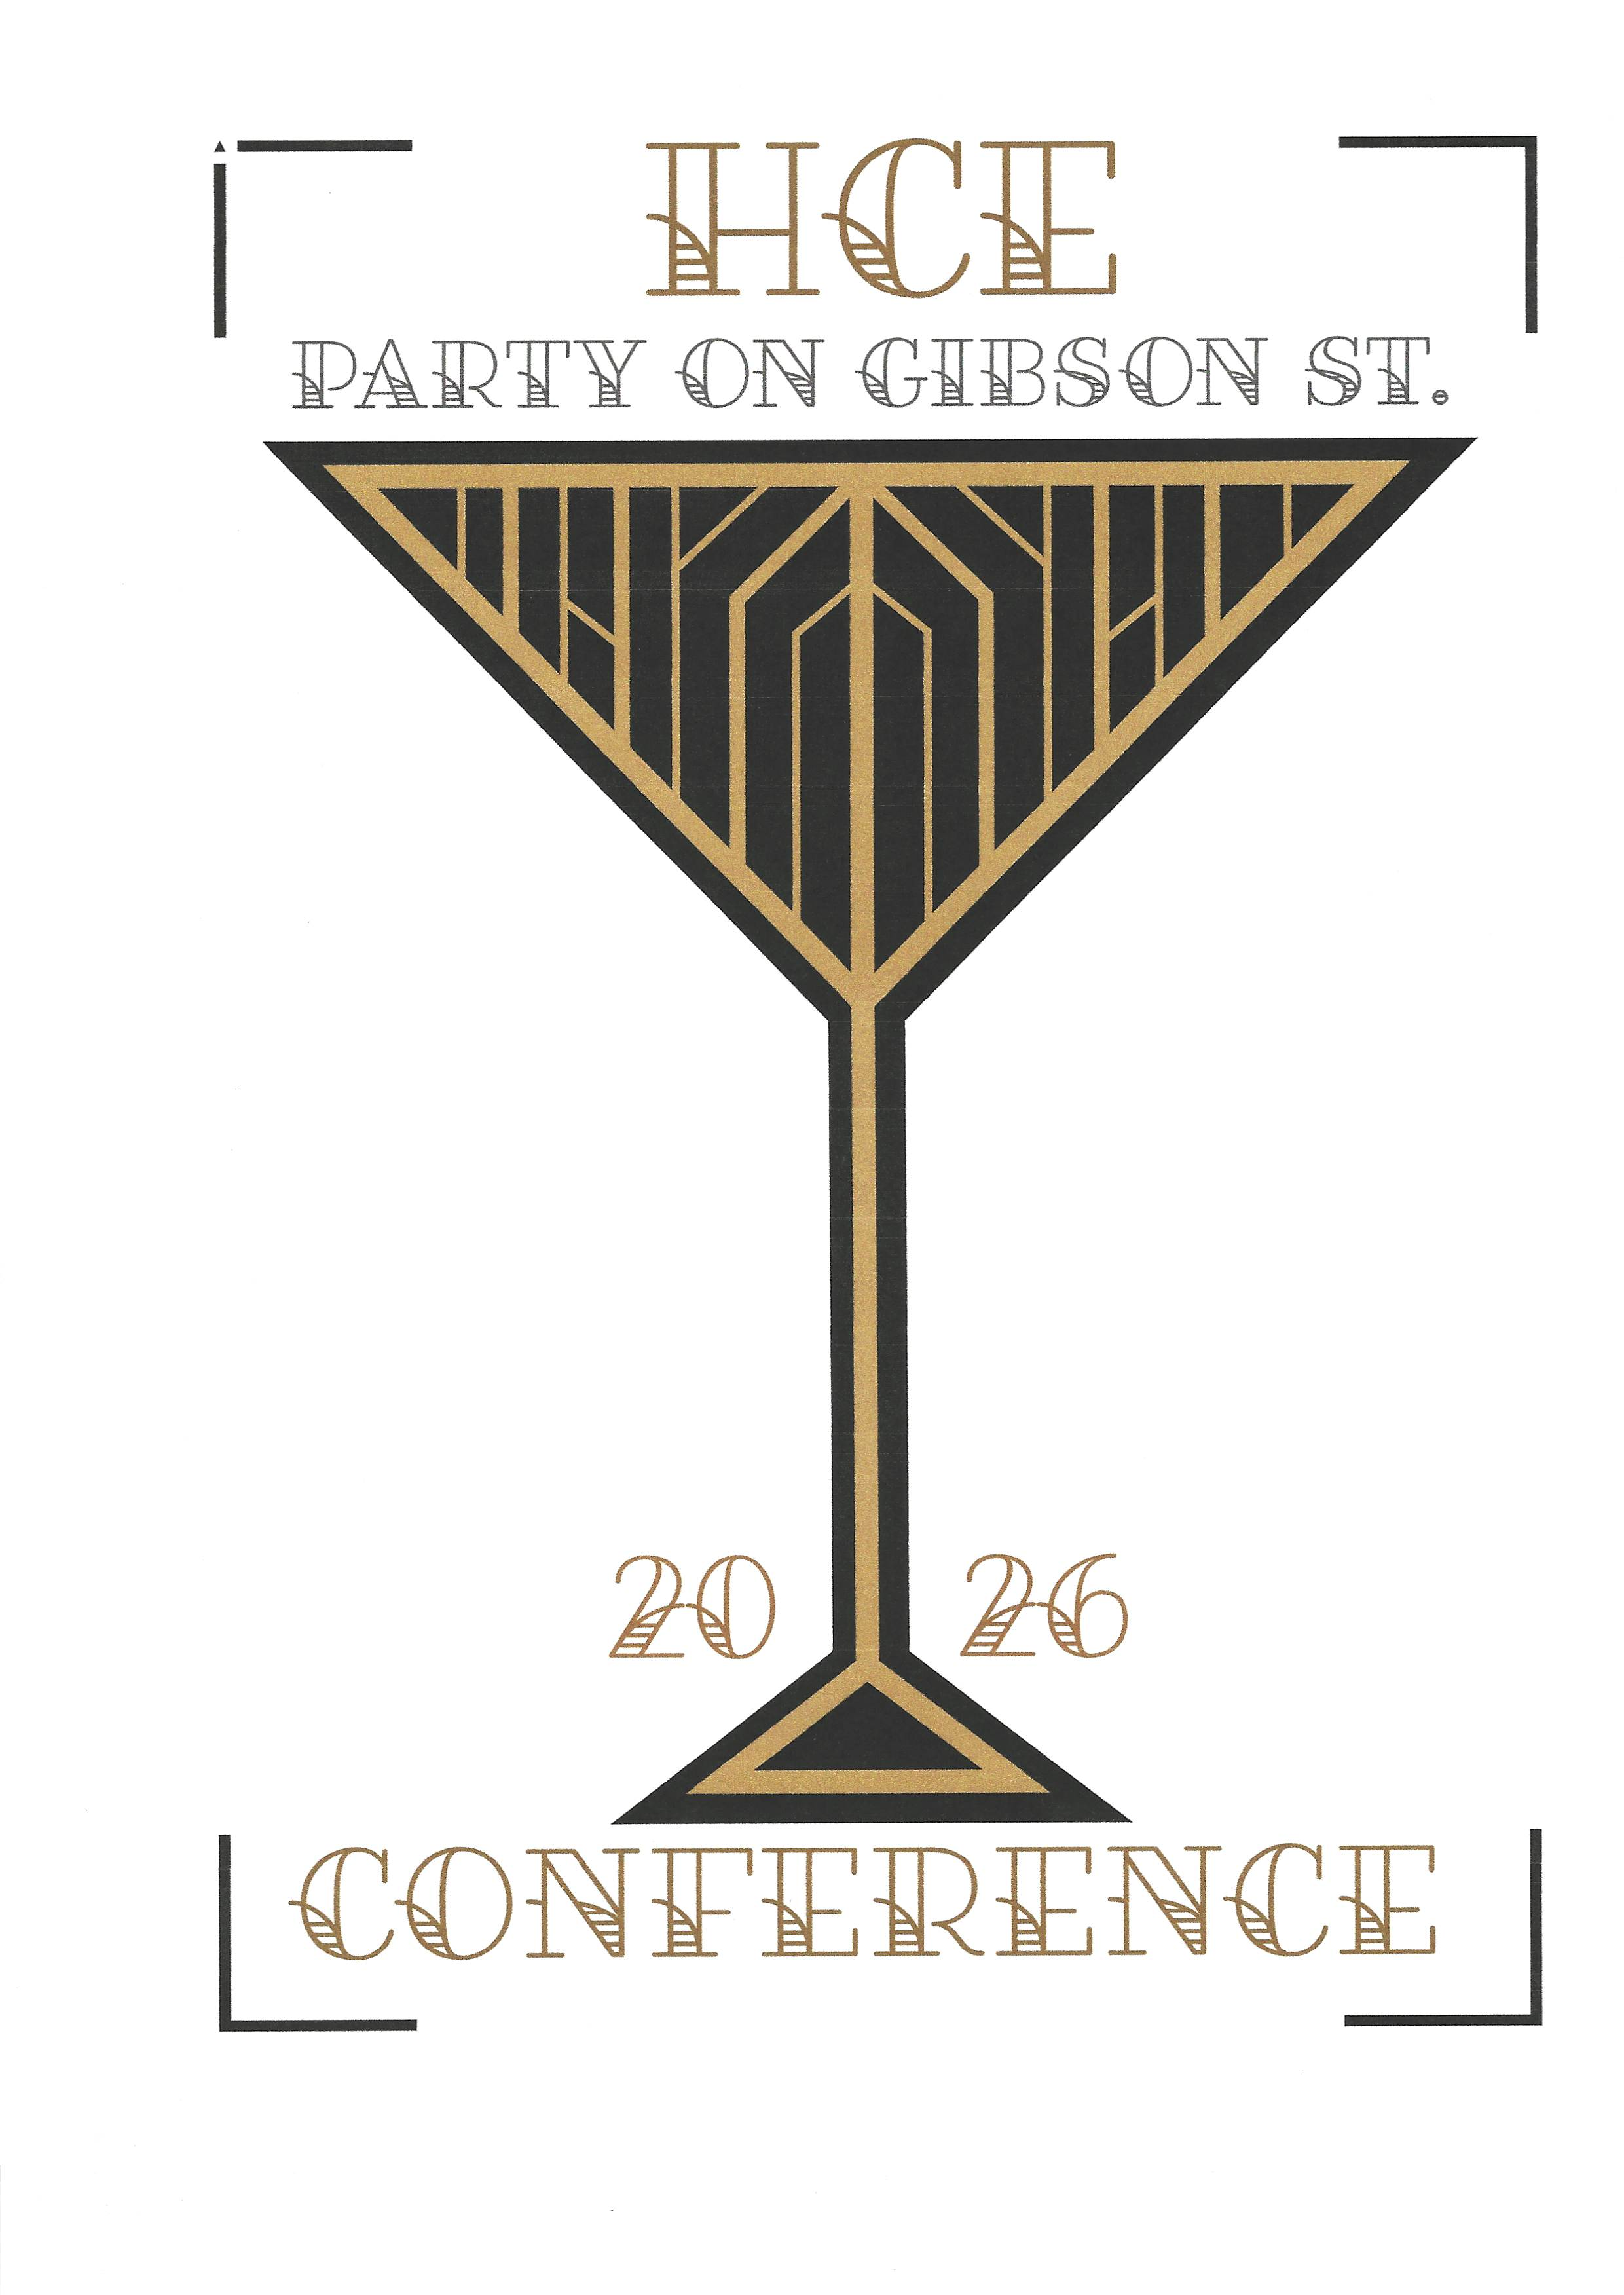 HCE
PARTY ON GIBSON ST.
20 26
CONFERENCE